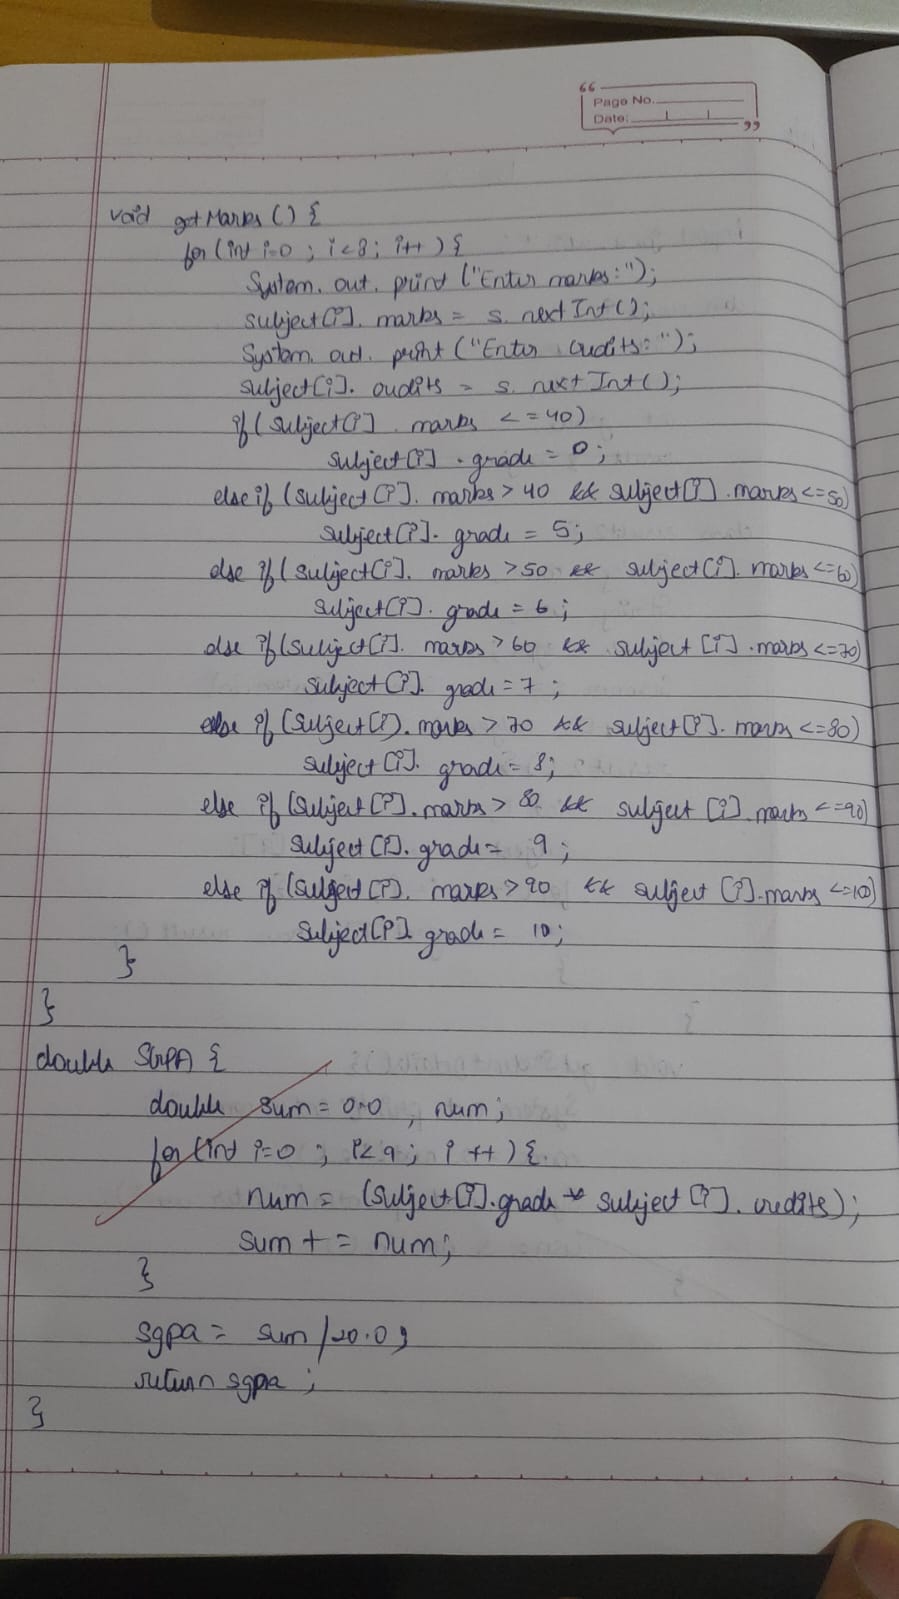 Page No.
Date:
void getMarks () {
for (int i=0 ; i<8; i++ ) {
System. out. print ("Enter marks:");
subject[i]. marks = s. nextInt();
System. out. print ("Enter credits:");
subject[i]. credits = s. nextInt();
if( subject[i] . marks <=40)
subject[i] . grade = 0;
else if (subject[i]. marks > 40 && subject[i] .marks<=50)
subject[i]. grade = 5;
else if( subject[i]. marks >50 && subject[i]. marks<=60)
subject[i]. grade = 6;
else if(subject[i]. marks >60 && subject [i] .marks<=70)
subject[i]. grade = 7 ;
else if (subject[i]. marks > 70 && subject[i]. marks <=80)
subject [i]. grade = 8;
else if (subject[i]. marks > 80 && subject [i]. marks <=90)
subject [i]. grade = 9 ;
else if (subject[i]. marks >90 && subject [i].marks <=100)
subject[i]. grade = 10;
}
}
double SGPA {
double sum = 0.0 , num;
for (int i=0 ; i<9; i ++ ) {
num = (subject[i].grade * subject [i]. credits);
sum + = num;
}
sgpa = sum /20.0;
return sgpa ;
}